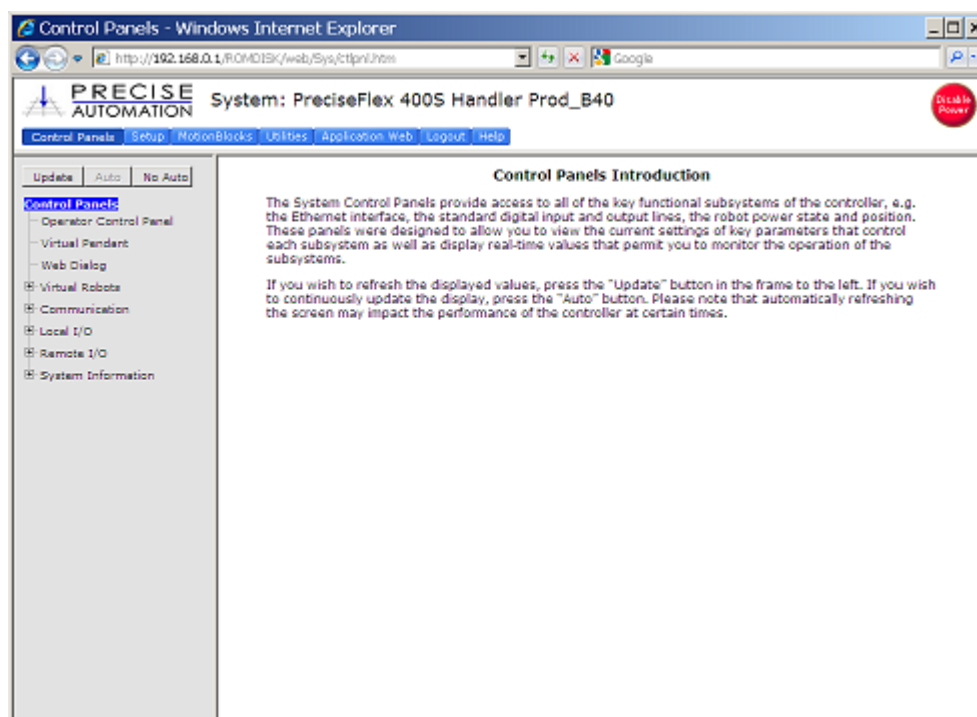 Control Panels - Windows Internet Explorer
http://192.168.0.1/ROMDISK/web/Sys/ctlpnl.htm
Google
PRECISE
AUTOMATION
System: PreciseFlex 400S Handler Prod_B40
Disable
Power
Control Panels Setup MotionBlocks Utilities Application Web Logout Help
Update Auto No Auto
Control Panels
Operator Control Panel
Virtual Pendant
Web Dialog
Virtual Robots
Communication
Local I/O
Remote I/O
System Information
Control Panels Introduction
The System Control Panels provide access to all of the key functional subsystems of the controller, e.g.
the Ethernet interface, the standard digital input and output lines, the robot power state and position.
These panels were designed to allow you to view the current settings of key parameters that control
each subsystem as well as display real-time values that permit you to monitor the operation of the
subsystems.
If you wish to refresh the displayed values, press the "Update" button in the frame to the left. If you wish
to continuously update the display, press the "Auto" button. Please note that automatically refreshing
the screen may impact the performance of the controller at certain times.